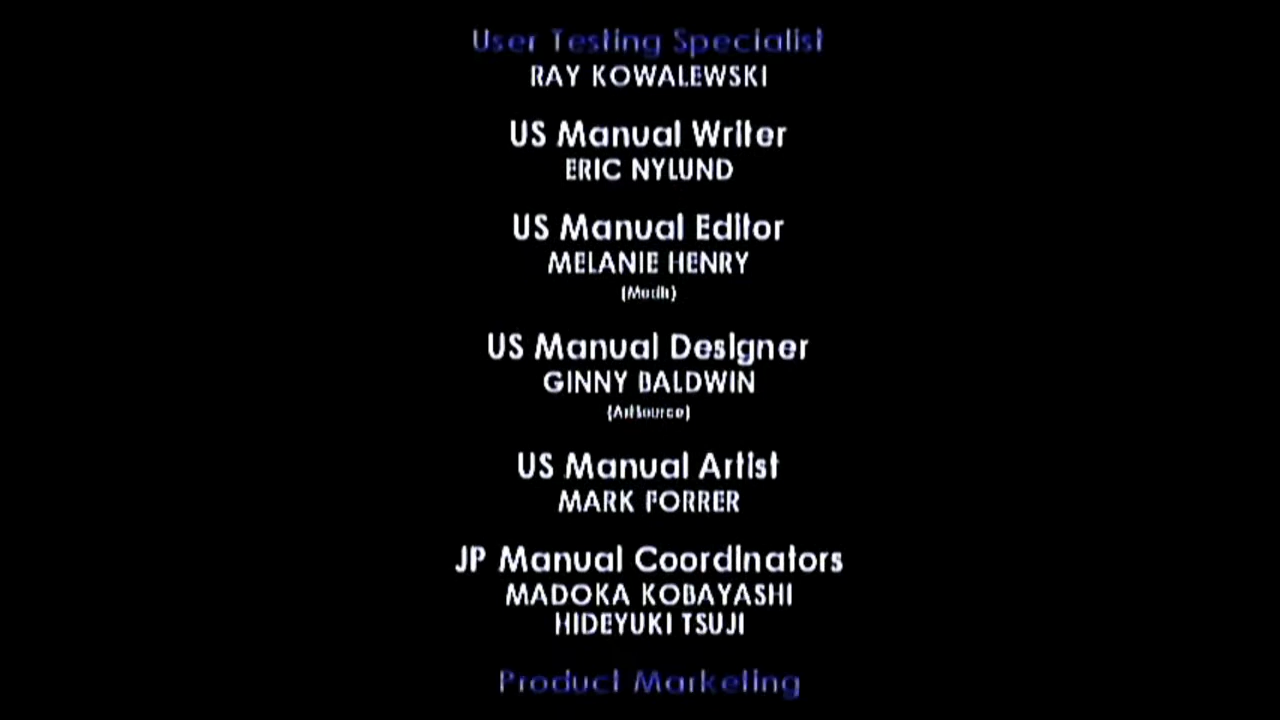 User Testing Specialist
RAY KOWALEWSKI
US Manual Writer
ERIC NYLUND
US Manual Editor
MELANIE HENRY
US Manual Designer
GINNY BALDWIN
(ArtSource)
US Manual Artist
MARK FORRER
JP Manual Coordinators
MADOKA KOBAYASHI
HIDEYUKI TSUJI
Product Marketing